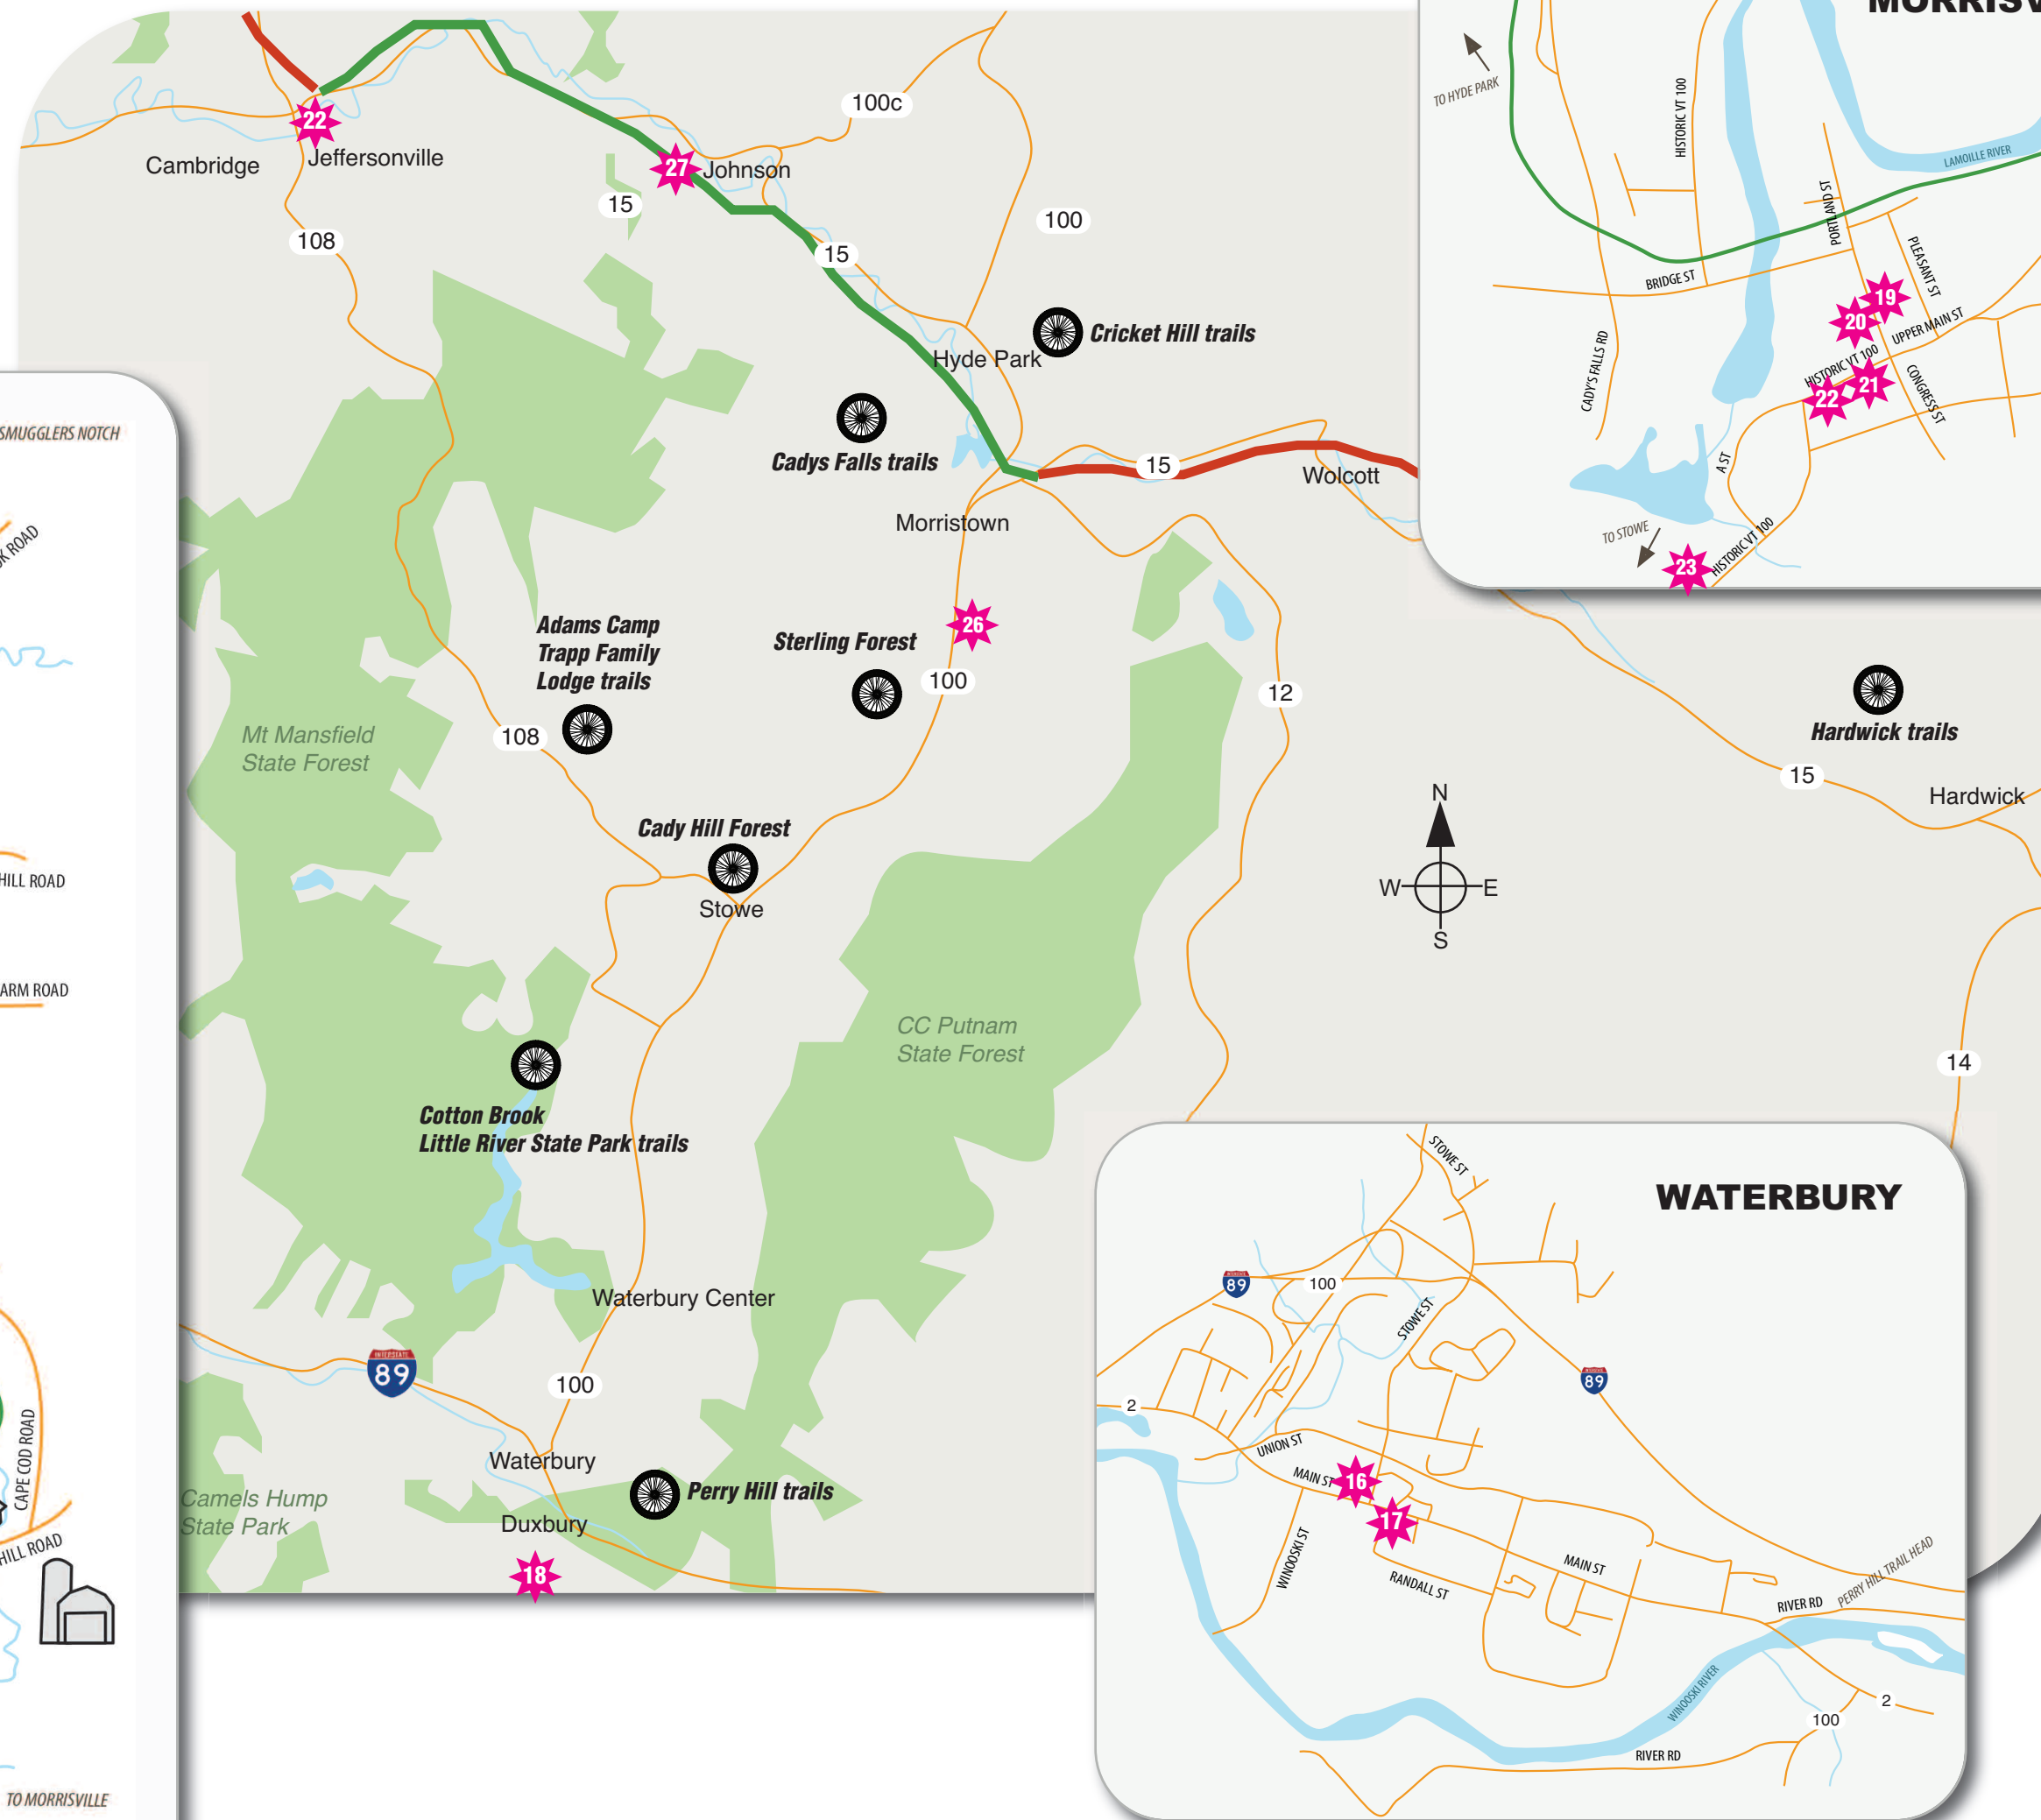 22
Cambridge
Jeffersonville
27
Johnson
100c
15
100
108
15
Cricket Hill trails
Hyde Park
Cadys Falls trails
15
Wolcott
Morristown
26
Adams Camp
Trapp Family
Lodge trails
Sterling Forest
100
12
Mt Mansfield
State Forest
108
Hardwick trails
15
Hardwick
Cady Hill Forest
Stowe
N
W
E
S
CC Putnam
State Forest
14
Cotton Brook
Little River State Park trails
Waterbury Center
INTERSTATE
89
100
Waterbury
Perry Hill trails
Camels Hump
State Park
Duxbury
18
TO HYDE PARK
HISTORIC VT 100
LAMOILLE RIVER
PORTLAND ST
PLEASANT ST
BRIDGE ST
19
20
UPPER MAIN ST
HISTORIC VT 100
CADY'S FALLS RD
21
22
CONGRESS ST
A ST
TO STOWE
HISTORIC VT 100
23
SMUGGLERS NOTCH
ROAD
HILL ROAD
ARM ROAD
CAPE COD ROAD
HILL ROAD
TO MORRISVILLE
WATERBURY
STOWE ST
89
100
STOWE ST
89
2
UNION ST
MAIN ST
16
17
WINOOSKI ST
MAIN ST
RANDALL ST
PERRY HILL TRAIL HEAD
RIVER RD
WINOOSKI RIVER
2
100
RIVER RD